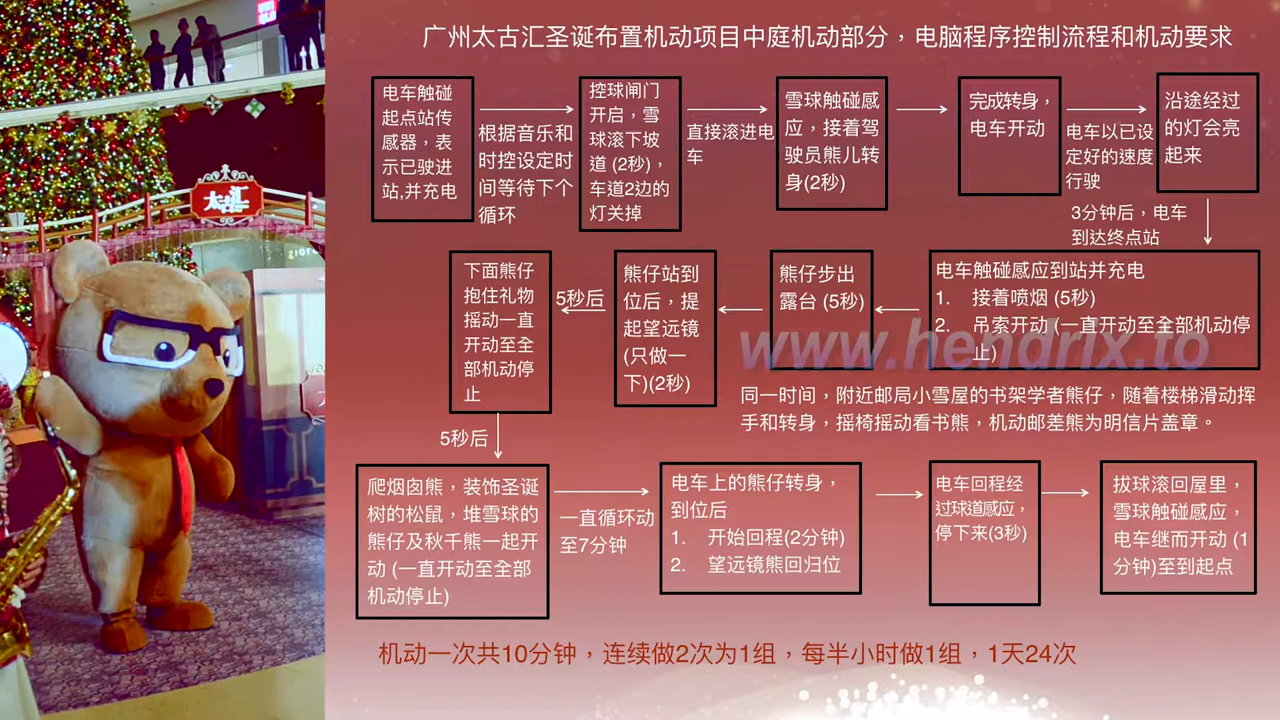 广州太古汇圣诞布置机动项目中庭机动部分，电脑程序控制流程和机动要求
电车触碰
起点站传
感器，表
示已驶进
站,并充电
根据音乐和
时控设定时
间等待下个
循环
控球闸门
开启，雪
球滚下坡
道 (2秒)，
车道2边的
灯关掉
直接滚进电
车
雪球触碰感
应，接着驾
驶员熊儿转
身(2秒)
完成转身，
电车开动
电车以已设
定好的速度
行驶
沿途经过
的灯会亮
起来
3分钟后，电车
到达终点站
电车触碰感应到站并充电
1. 接着喷烟 (5秒)
2. 吊索开动 (一直开动至全部机动停
止)
www.hendrix.to
同一时间，附近邮局小雪屋的书架学者熊仔，随着楼梯滑动挥
手和转身，摇椅摇动看书熊，机动邮差熊为明信片盖章。
熊仔步出
露台 (5秒)
熊仔站到
位后，提
起望远镜
(只做一
下)(2秒)
5秒后
下面熊仔
抱住礼物
摇动一直
开动至全
部机动停
止
5秒后
爬烟囱熊，装饰圣诞
树的松鼠，堆雪球的
熊仔及秋千熊一起开
动 (一直开动至全部
机动停止)
一直循环动
至7分钟
电车上的熊仔转身，
到位后
1. 开始回程(2分钟)
2. 望远镜熊回归位
电车回程经
过球道感应，
停下来(3秒)
拔球滚回屋里，
雪球触碰感应，
电车继而开动 (1
分钟)至到起点
机动一次共10分钟，连续做2次为1组，每半小时做1组，1天24次
太古汇